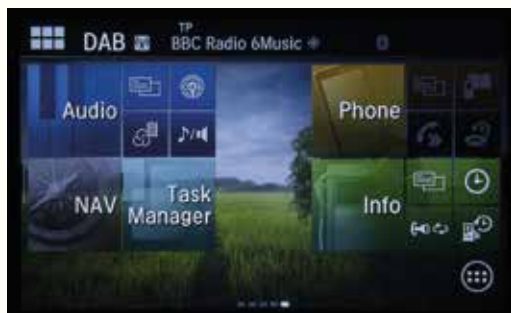 TP
DAB BBC Radio 6Music
Audio
Phone
NAV
Task
Manager
Info